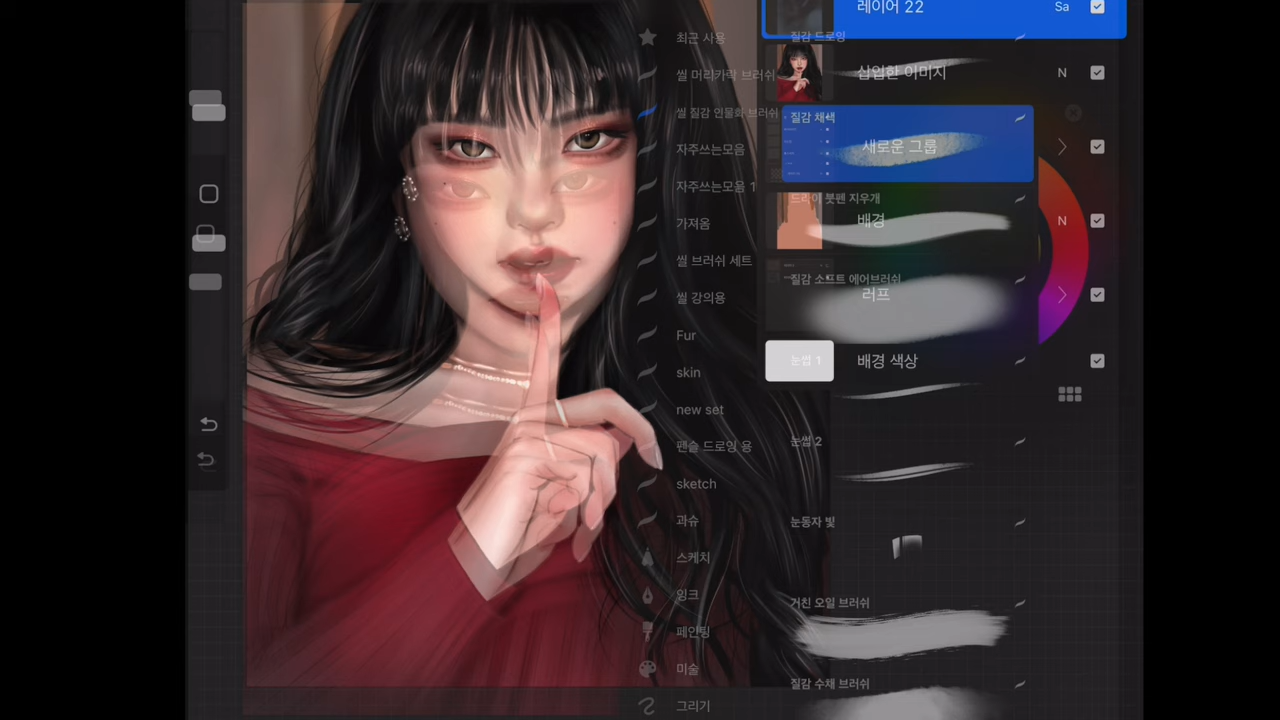 최근 사용
씰 머리카락 브러쉬
씰 질감 인물화 브러쉬
자주쓰는모음
자주쓰는모음 1
가져옴
씰 브러쉬 세트
씰 강의용
Fur
skin
new set
펜슬 드로잉 용
sketch
과슈
스케치
잉크
페인팅
미술
그리기
질감 드로잉
질감 채색
드라이 붓펜 지우개
질감 소프트 에어브러쉬
눈썹 1
눈썹 2
눈동자 빛
거친 오일 브러쉬
질감 수채 브러쉬
레이어 22
Sa
삽입한 이미지
N
새로운 그룹
배경
N
러프
배경 색상